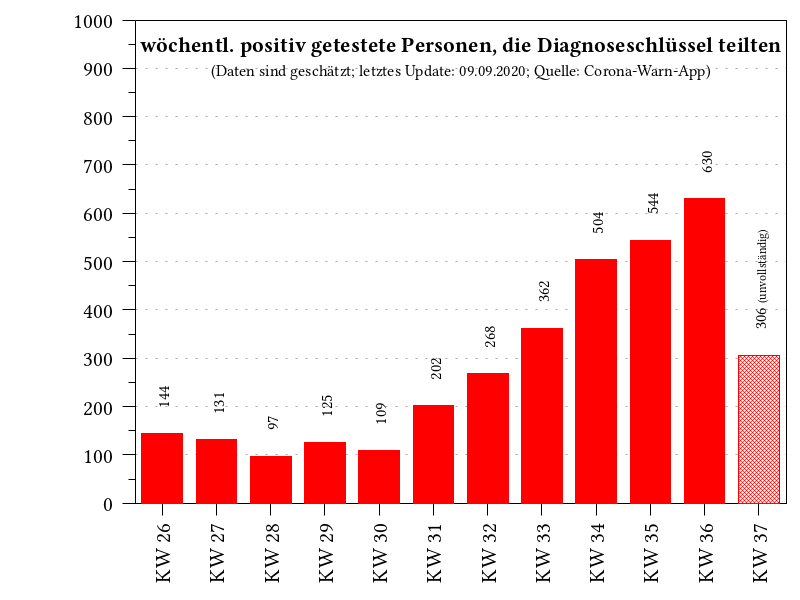 wöchentl. positiv getestete Personen, die Diagnoseschlüssel teilten
(Daten sind geschätzt; letztes Update: 09.09.2020; Quelle: Corona-Warn-App)
1000
900
800
700
600
500
400
300
200
100
0
144
131
97
125
109
202
268
362
504
544
630
306 (unvollständig)
KW 26
KW 27
KW 28
KW 29
KW 30
KW 31
KW 32
KW 33
KW 34
KW 35
KW 36
KW 37